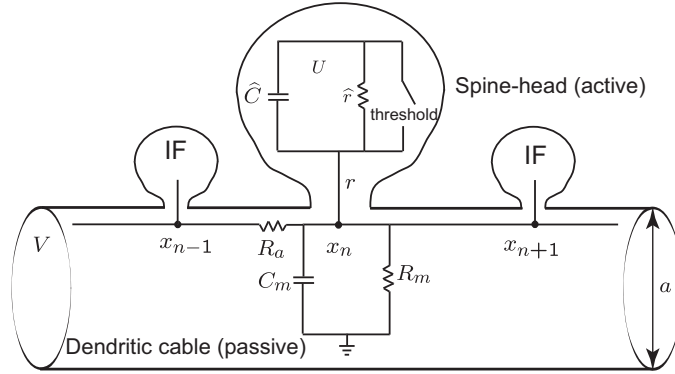 U
Ĉ
r̂
threshold
Spine-head (active)
IF
IF
r
V
x_{n-1}
R_a
x_n
x_{n+1}
C_m
R_m
a
Dendritic cable (passive)